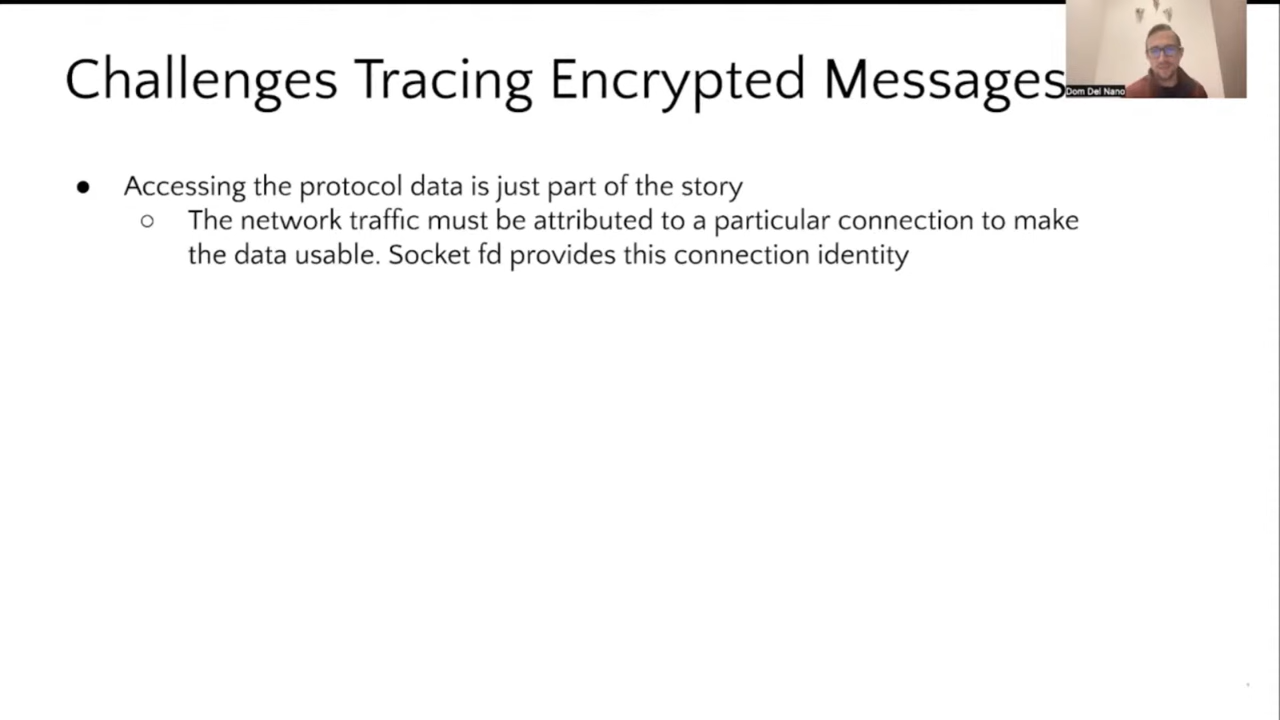 Challenges Tracing Encrypted Messages
Dom Del Nano
● Accessing the protocol data is just part of the story
○ The network traffic must be attributed to a particular connection to make
the data usable. Socket fd provides this connection identity